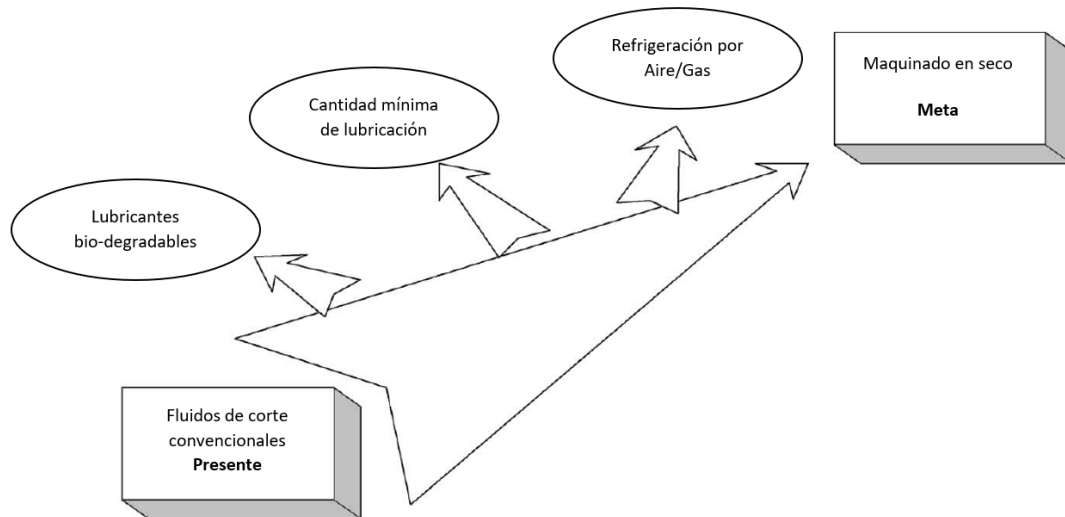 Refrigeración por
Aire/Gas
Maquinado en seco
Meta
Cantidad mínima
de lubricación
Lubricantes
bio-degradables
Fluidos de corte
convencionales
Presente